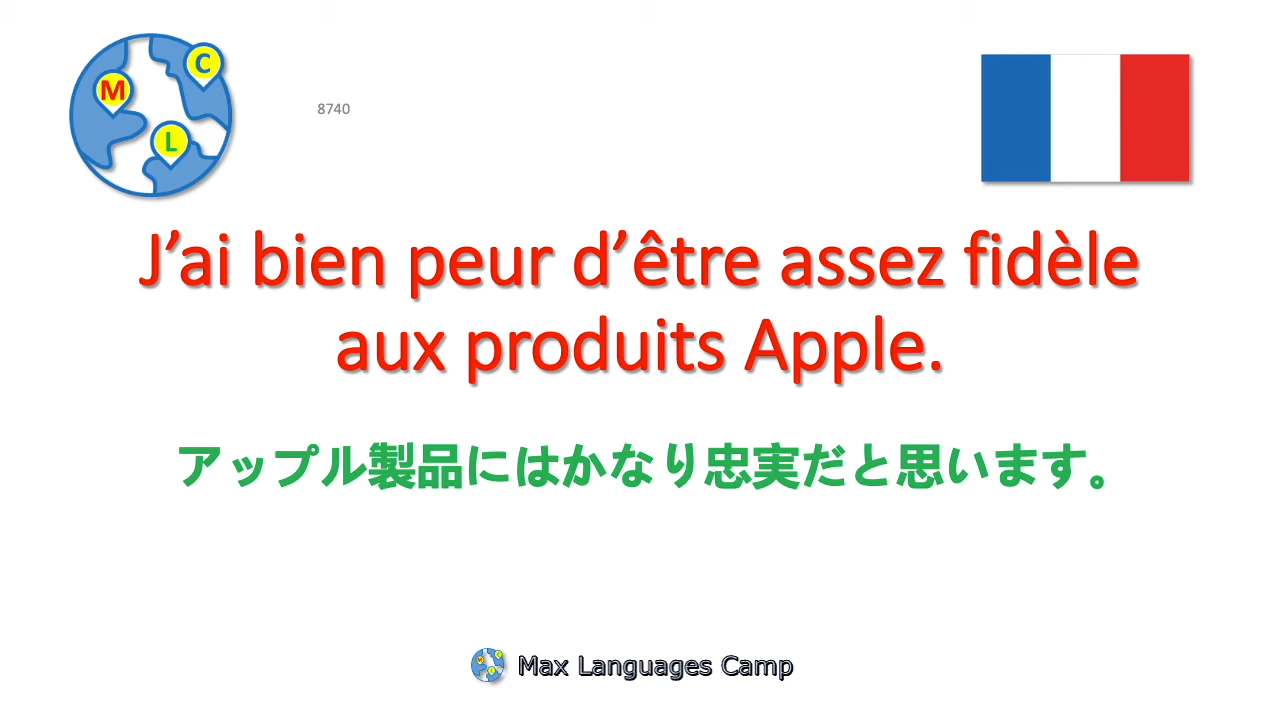 C
M
L
8740
J’ai bien peur d’être assez fidèle
aux produits Apple.
アップル製品にはかなり忠実だと思います。
Max Languages Camp